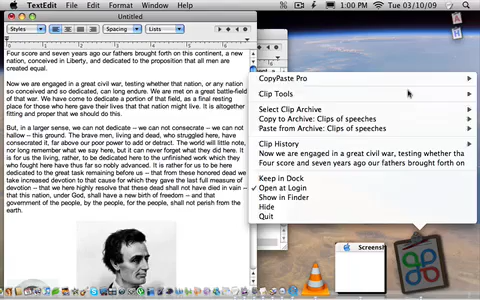 TextEdit File Edit Format Window Help
1:00 PM Tue 03/10/09
Untitled
Styles Spacing Lists
Four score and seven years ago our fathers brought forth on this continent, a new
nation, conceived in Liberty, and dedicated to the proposition that all men are
created equal.
Now we are engaged in a great civil war, testing whether that nation, or any nation
so conceived and so dedicated, can long endure. We are met on a great battle-field
of that war. We have come to dedicate a portion of that field, as a final resting
place for those who here gave their lives that that nation might live. It is altogether
fitting and proper that we should do this.
But, in a larger sense, we can not dedicate -- we can not consecrate -- we can not
hallow -- this ground. The brave men, living and dead, who struggled here, have
consecrated it, far above our poor power to add or detract. The world will little note,
nor long remember what we say here, but it can never forget what they did here. It
is for us the living, rather, to be dedicated here to the unfinished work which they
who fought here have thus far so nobly advanced. It is rather for us to be here
dedicated to the great task remaining before us -- that from these honored dead we
take increased devotion to that cause for which they gave the last full measure of
devotion -- that we here highly resolve that these dead shall not have died in vain --
that this nation, under God, shall have a new birth of freedom -- and that
government of the people, by the people, for the people, shall not perish from the
earth.
CopyPaste Pro
Clip Tools
Select Clip Archive
Copy to Archive: Clips of speeches
Paste from Archive: Clips of speeches
Clip History
Now we are engaged in a great civil war, testing whether tha
Four score and seven years ago our fathers brought forth on
Keep in Dock
Open at Login
Show in Finder
Hide
Quit
Screensh